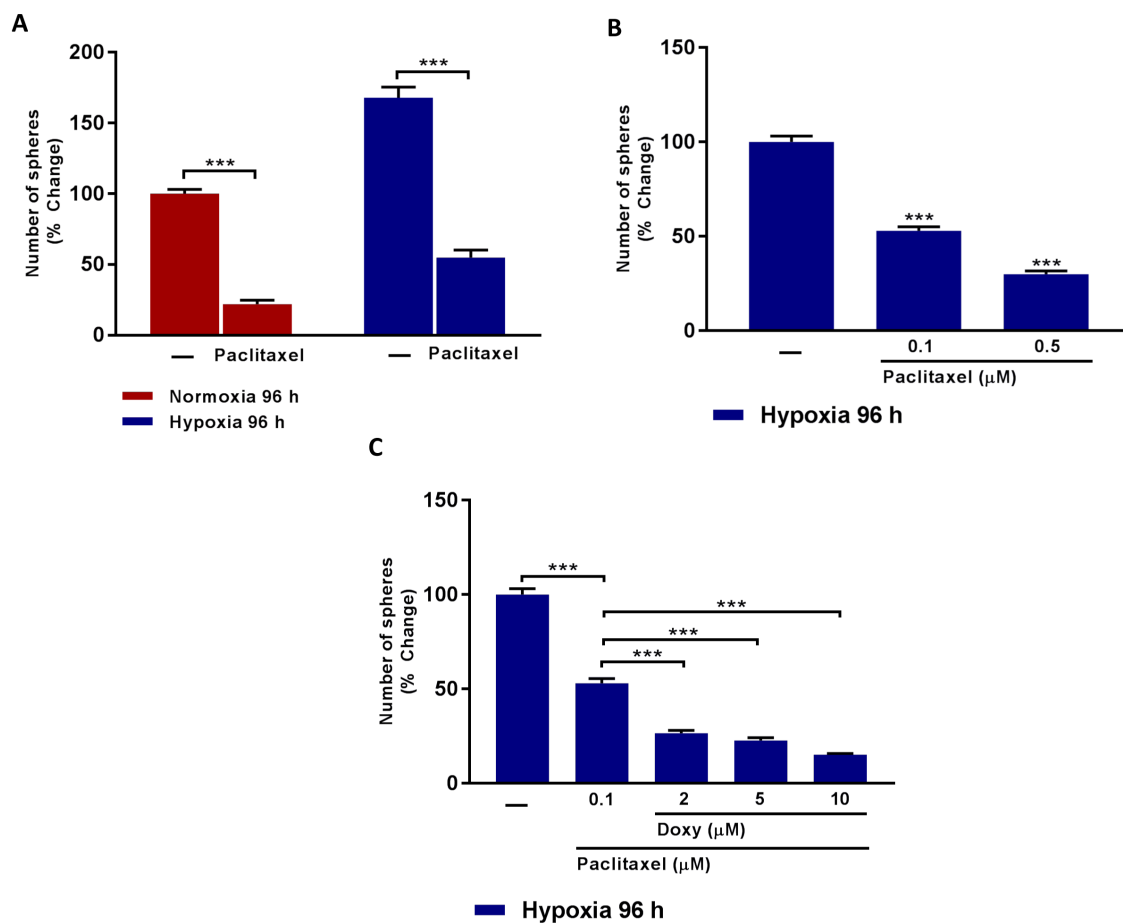 A
Number of spheres
(% Change)
200
150
100
50
0
***
***
— Paclitaxel — Paclitaxel
Normoxia 96 h
Hypoxia 96 h
B
Number of spheres
(% Change)
150
100
50
0
***
***
— 0.1 0.5
Paclitaxel (μM)
Hypoxia 96 h
C
Number of spheres
(% Change)
150
100
50
0
***
***
***
***
— 0.1 2 5 10
Doxy (μM)
Paclitaxel (μM)
Hypoxia 96 h